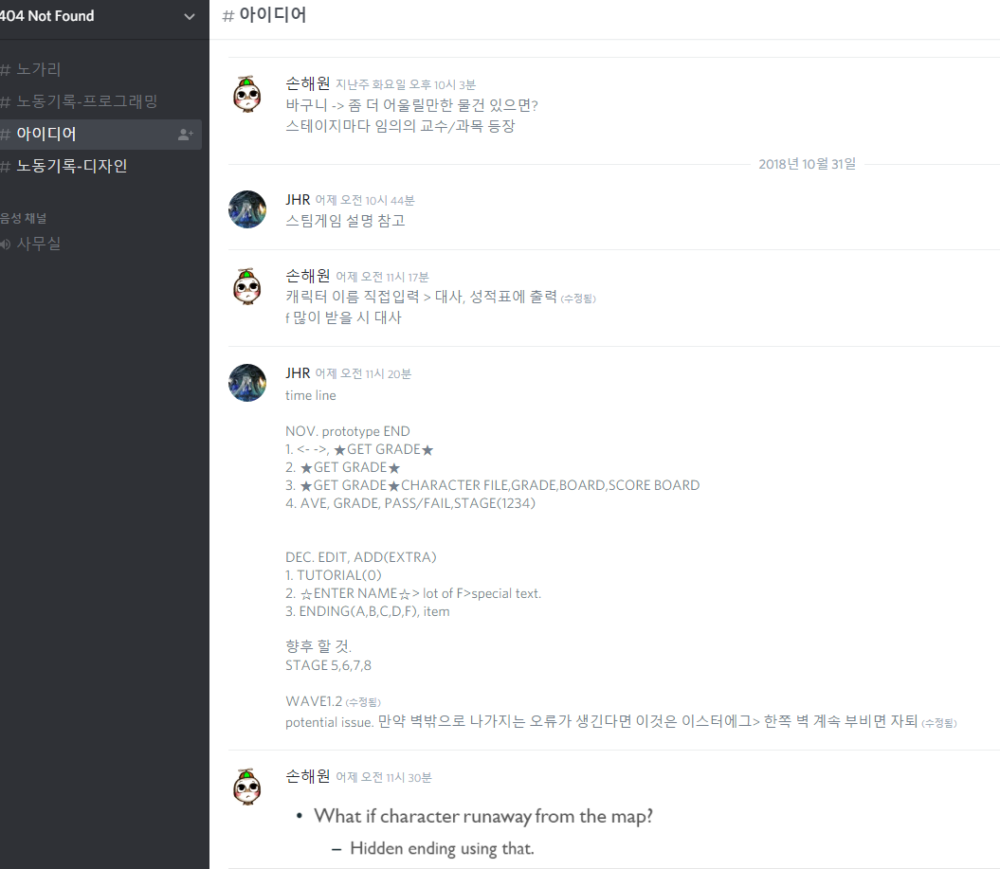 404 Not Found
# 노가리
# 노동기록-프로그래밍
# 아이디어
# 노동기록-디자인
음성 채널
사무실
# 아이디어
손해원 지난주 화요일 오후 10시 3분
바구니 -> 좀 더 어울릴만한 물건 있으면?
스테이지마다 임의의 교수/과목 등장
2018년 10월 31일
JHR 어제 오전 10시 44분
스팀게임 설명 참고
손해원 어제 오전 11시 17분
캐릭터 이름 직접입력 > 대사, 성적표에 출력 (수정됨)
f 많이 받을 시 대사
JHR 어제 오전 11시 20분
time line
NOV. prototype END
1. <- ->, ★GET GRADE★
2. ★GET GRADE★
3. ★GET GRADE★CHARACTER FILE,GRADE,BOARD,SCORE BOARD
4. AVE, GRADE, PASS/FAIL,STAGE(1234)
DEC. EDIT, ADD(EXTRA)
1. TUTORIAL(0)
2. ☆ENTER NAME☆> lot of F>special text.
3. ENDING(A,B,C,D,F), item
향후 할 것.
STAGE 5,6,7,8
WAVE1.2 (수정됨)
potential issue. 만약 벽밖으로 나가지는 오류가 생긴다면 이것은 이스터에그> 한쪽 벽 계속 부비면 자퇴 (수정됨)
손해원 어제 오전 11시 30분
• What if character runaway from the map?
– Hidden ending using that.